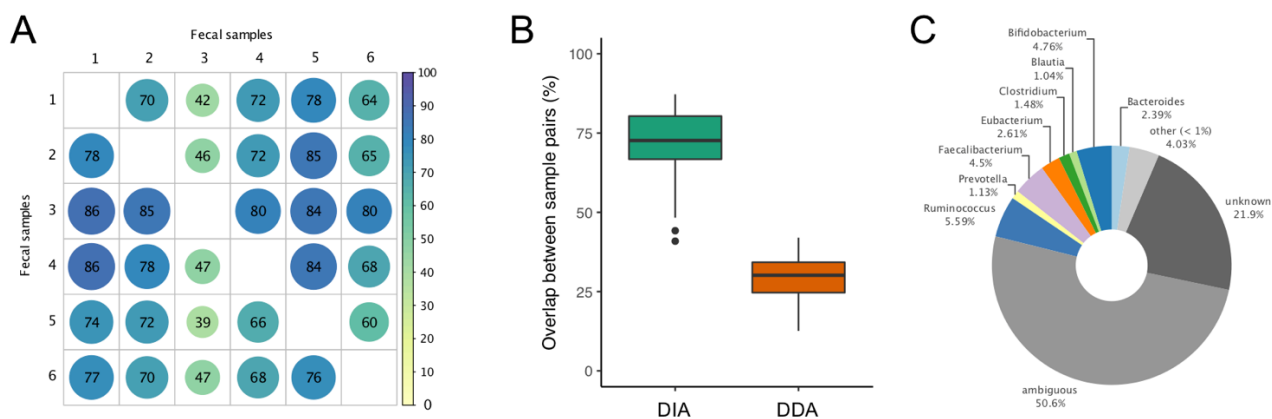 A
Fecal samples
1 2 3 4 5 6
Fecal samples
1 70 42 72 78 64
2 78 46 72 85 65
3 86 85 80 84 80
4 86 78 47 84 68
5 74 72 39 66 60
6 77 70 47 68 76
100
90
80
70
60
50
40
30
20
10
0
B
Overlap between sample pairs (%)
100
75
50
25
0
DIA DDA
C
Bifidobacterium
4.76%
Blautia
1.04%
Clostridium
1.48%
Eubacterium
2.61%
Faecalibacterium
4.5%
Prevotella
1.13%
Ruminococcus
5.59%
Bacteroides
2.39%
other (< 1%)
4.03%
unknown
21.9%
ambiguous
50.6%